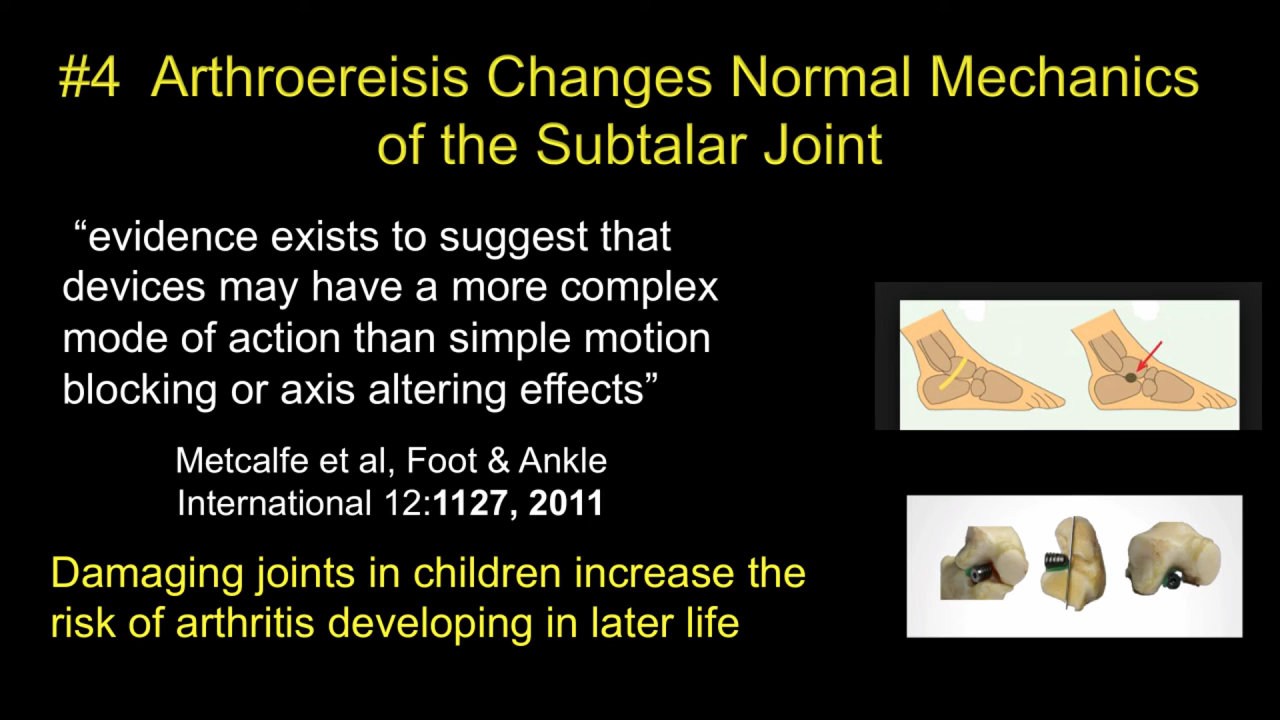 #4 Arthroereisis Changes Normal Mechanics
of the Subtalar Joint
“evidence exists to suggest that
devices may have a more complex
mode of action than simple motion
blocking or axis altering effects”
Metcalfe et al, Foot & Ankle
International 12:1127, 2011
Damaging joints in children increase the
risk of arthritis developing in later life